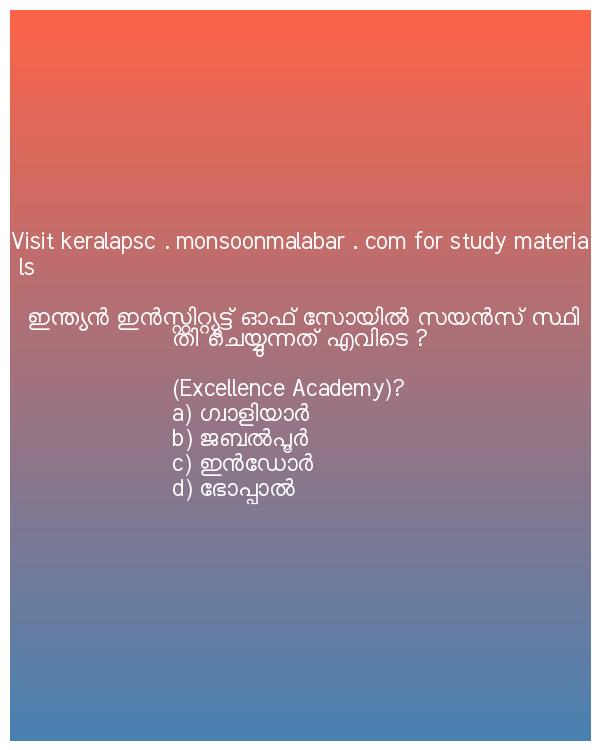 Visit keralapsc . monsoonmalabar . com for study materia
ls
ഇന്ത്യൻ ഇൻസ്റ്റിറ്റ്യൂട്ട് ഓഫ് സോയിൽ സയൻസ് സ്ഥി
തി ചെയ്യുന്നത് എവിടെ ?
(Excellence Academy)?
a) ഗ്വാളിയാർ
b) ജബൽപൂർ
c) ഇൻഡോർ
d) ഭോപ്പാൽ